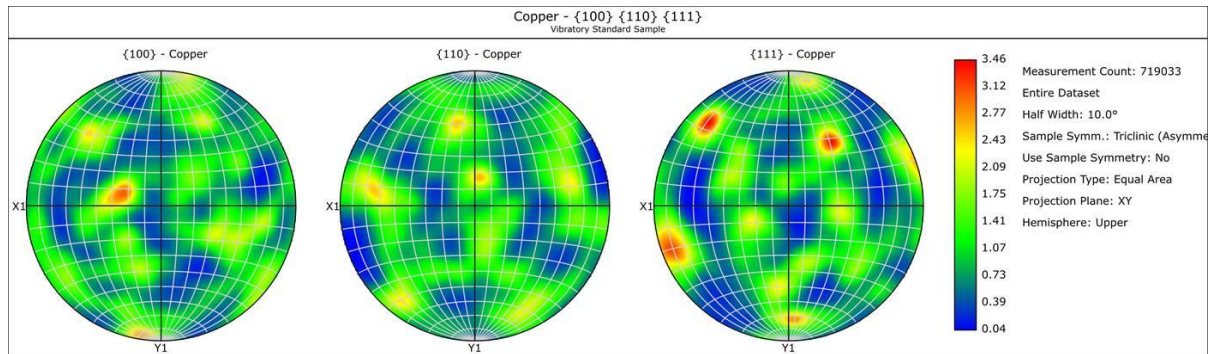 Copper - {100} {110} {111}
Vibratory Standard Sample
{100} - Copper
{110} - Copper
{111} - Copper
X1
Y1
X1
Y1
X1
Y1
3.46
3.12
2.77
2.43
2.09
1.75
1.41
1.07
0.73
0.39
0.04
Measurement Count: 719033
Entire Dataset
Half Width: 10.0º
Sample Symm.: Triclinic (Asymme
Use Sample Symmetry: No
Projection Type: Equal Area
Projection Plane: XY
Hemisphere: Upper